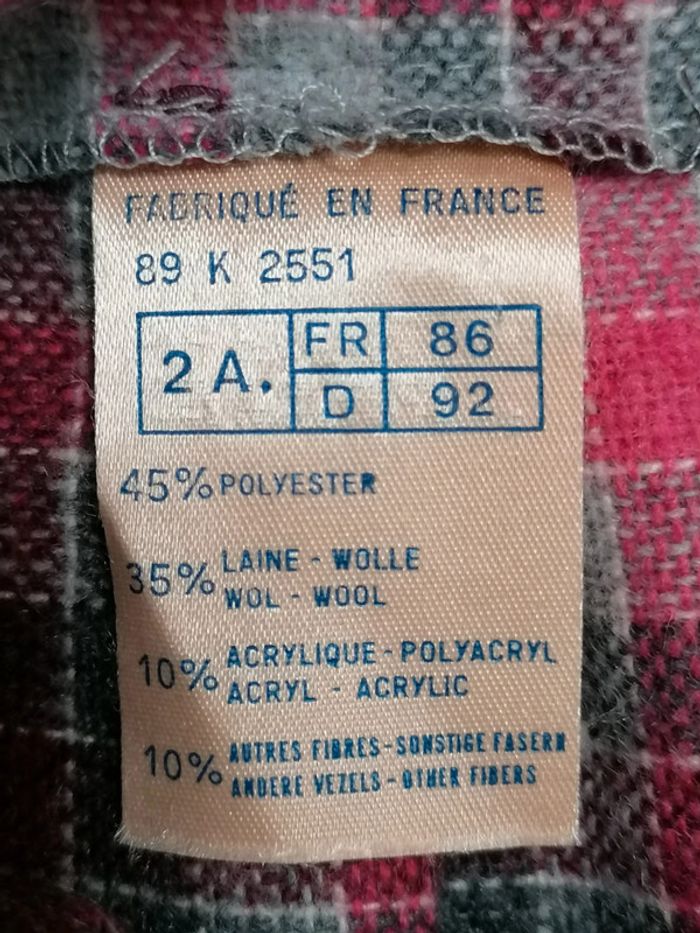 FABRIQUÉ EN FRANCE
89 K 2551
2 A. FR 86
D 92
45% POLYESTER
35% LAINE - WOLLE
WOL - WOOL
10% ACRYLIQUE - POLYACRYL
ACRYL - ACRYLIC
10% AUTRES FIBRES - SONSTIGE FASERN
ANDERE VEZELS - OTHER FIBERS